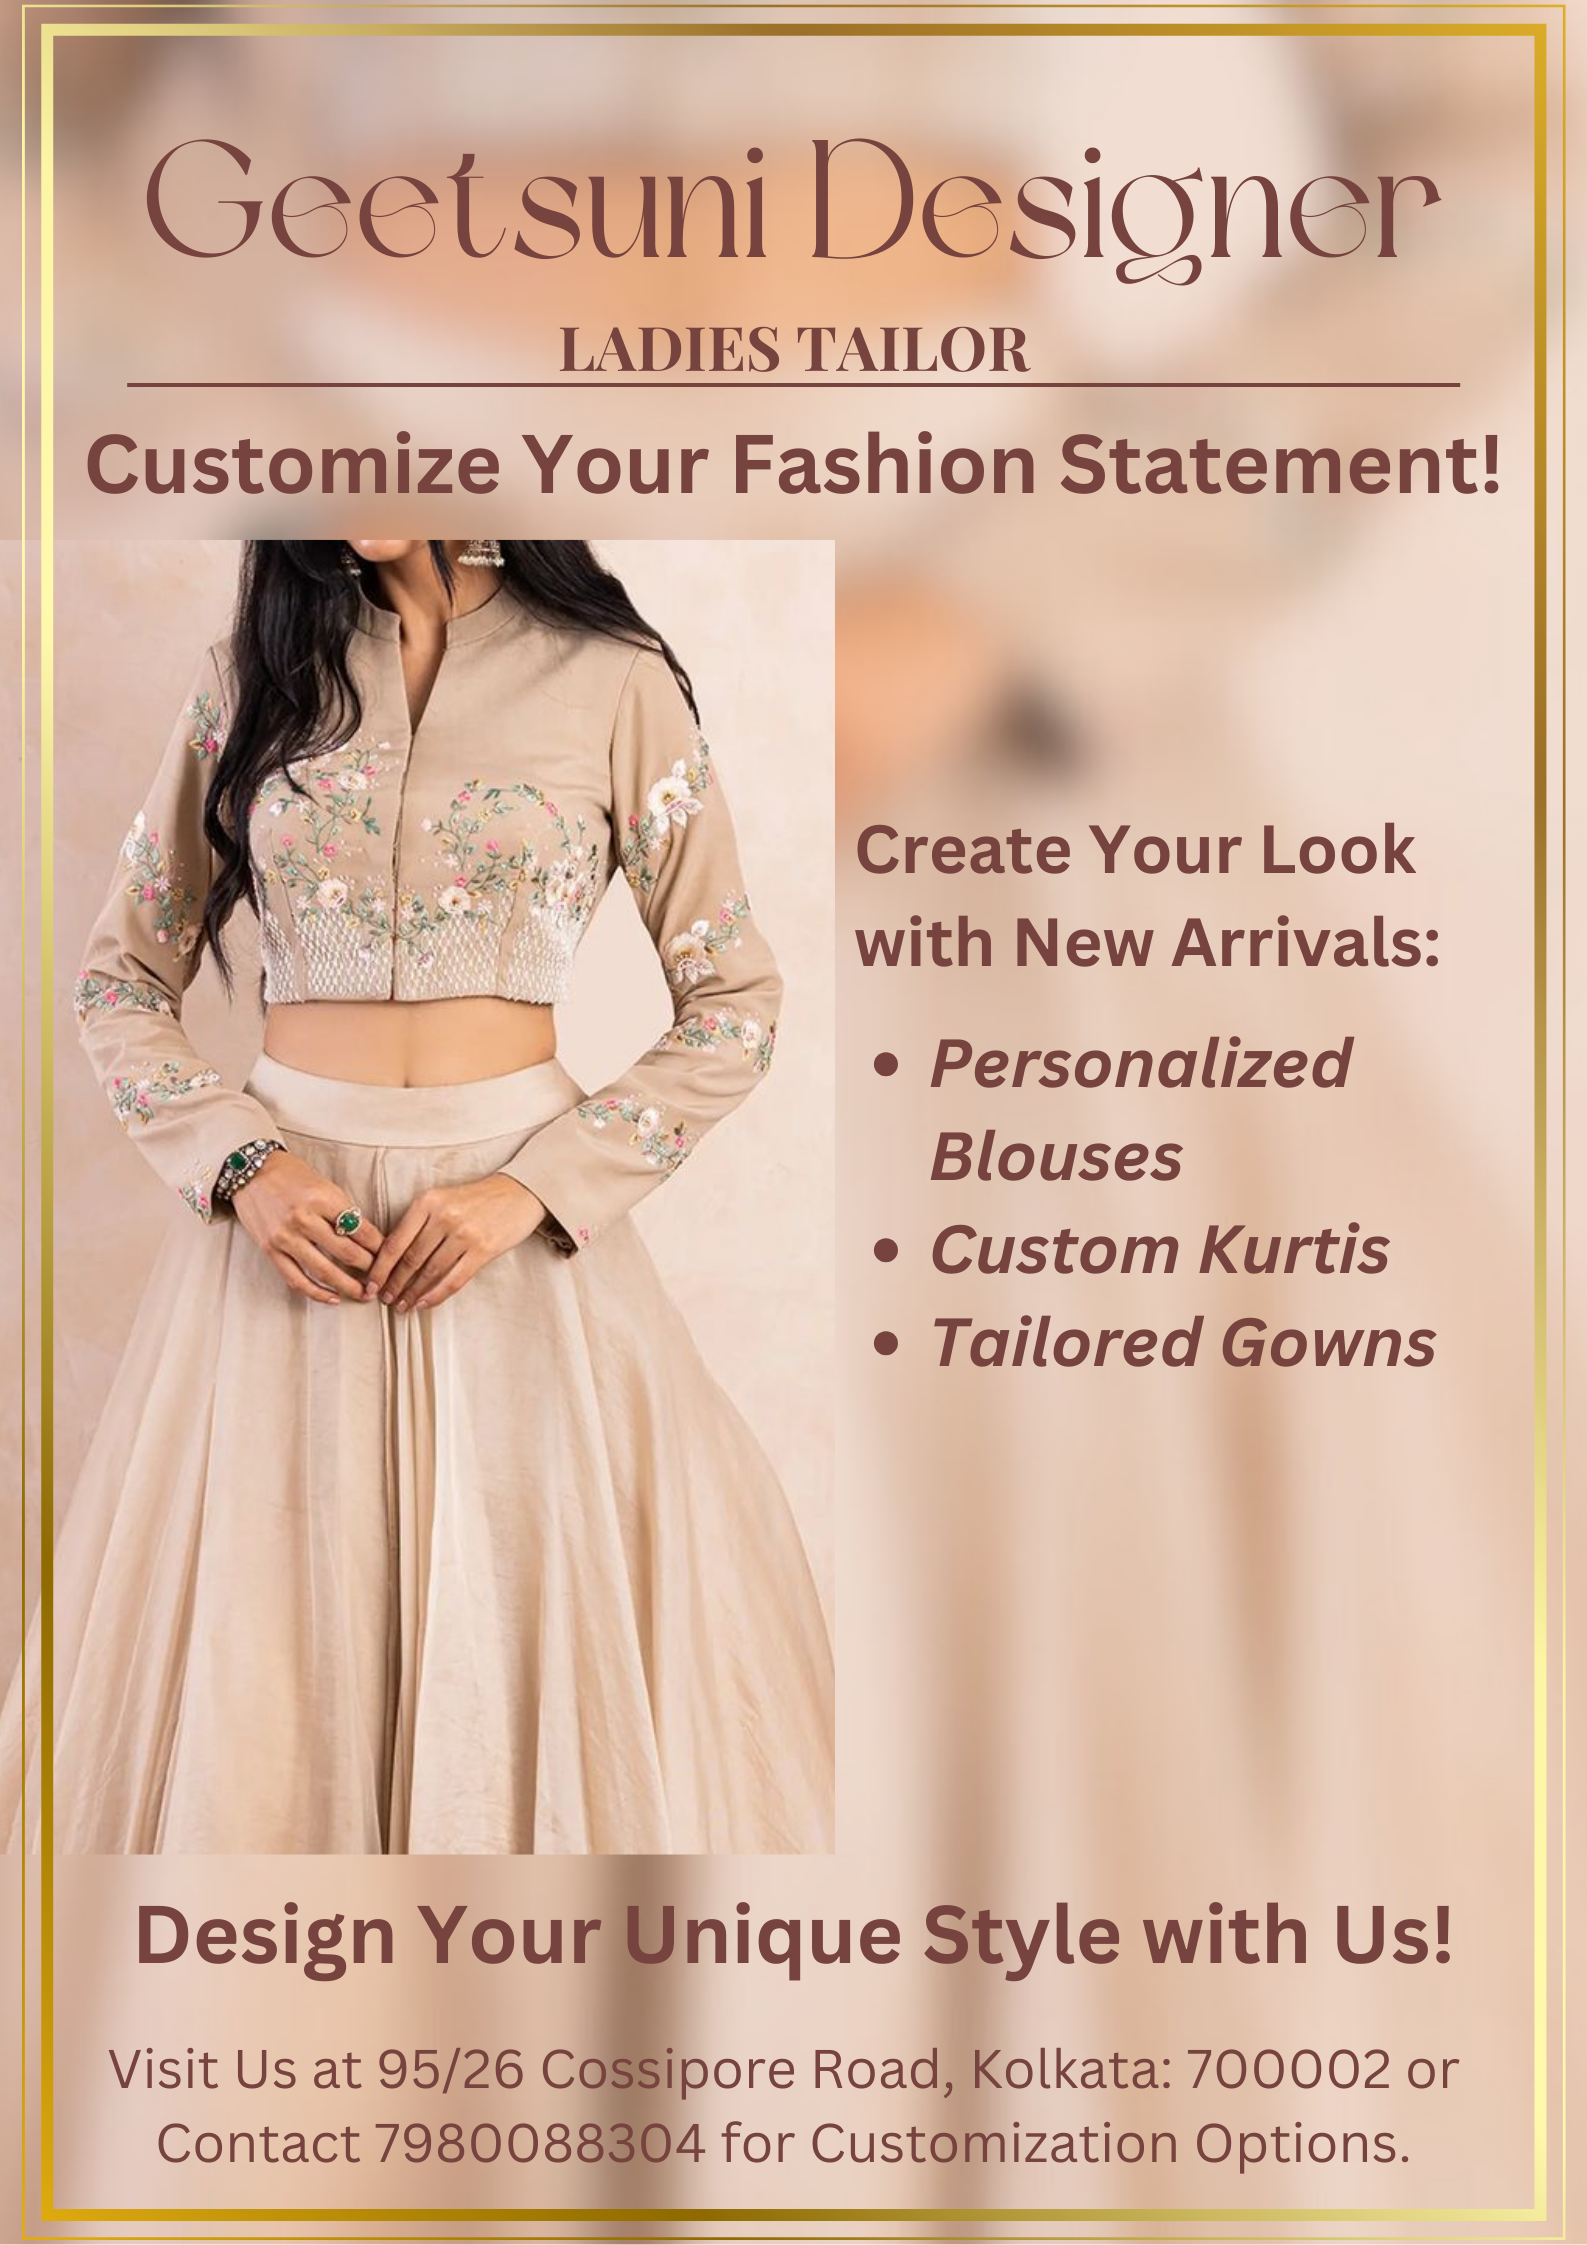 Geetsuni Designer
LADIES TAILOR
Customize Your Fashion Statement!
Create Your Look
with New Arrivals:
• Personalized
Blouses
• Custom Kurtis
• Tailored Gowns
Design Your Unique Style with Us!
Visit Us at 95/26 Cossipore Road, Kolkata: 700002 or
Contact 7980088304 for Customization Options.